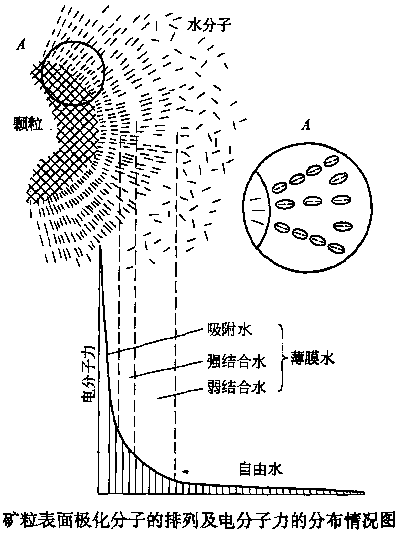 水分子
A
颗粒
A
吸附水
强结合水
薄膜水
弱结合水
电分子力
自由水
矿粒表面极化分子的排列及电分子力的分布情况图